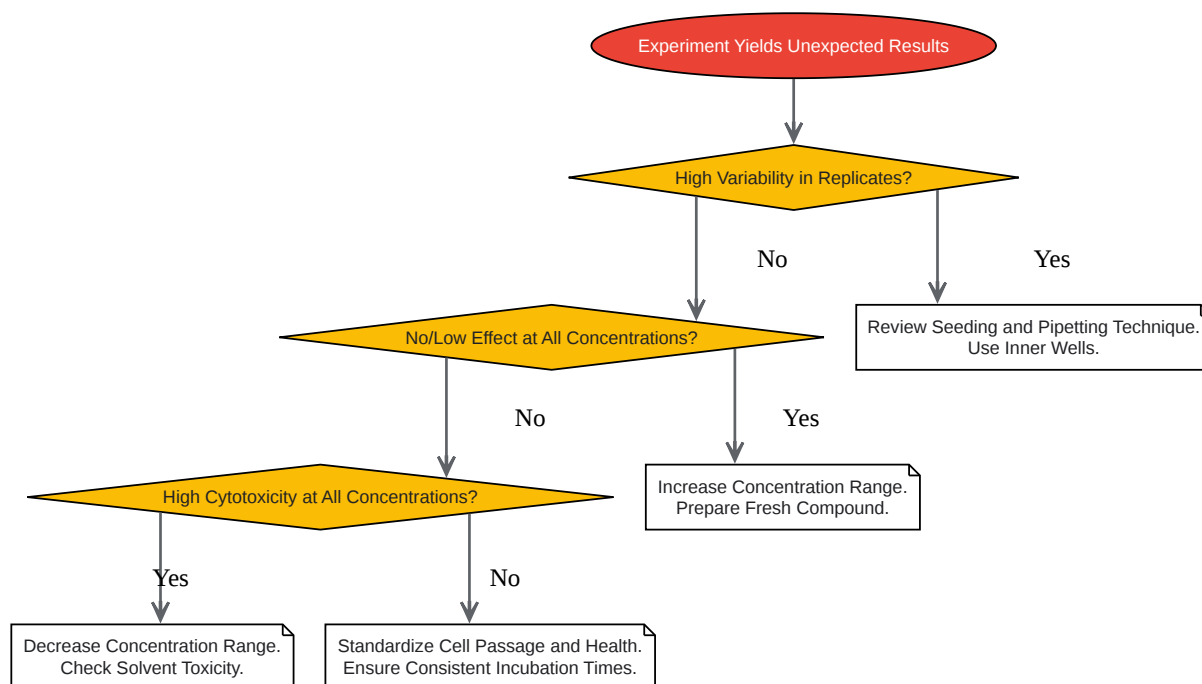 Experiment Yields Unexpected Results
High Variability in Replicates?
No
Yes
Review Seeding and Pipetting Technique.
Use Inner Wells.
No/Low Effect at All Concentrations?
No
Yes
Increase Concentration Range.
Prepare Fresh Compound.
High Cytotoxicity at All Concentrations?
Yes
No
Decrease Concentration Range.
Check Solvent Toxicity.
Standardize Cell Passage and Health.
Ensure Consistent Incubation Times.